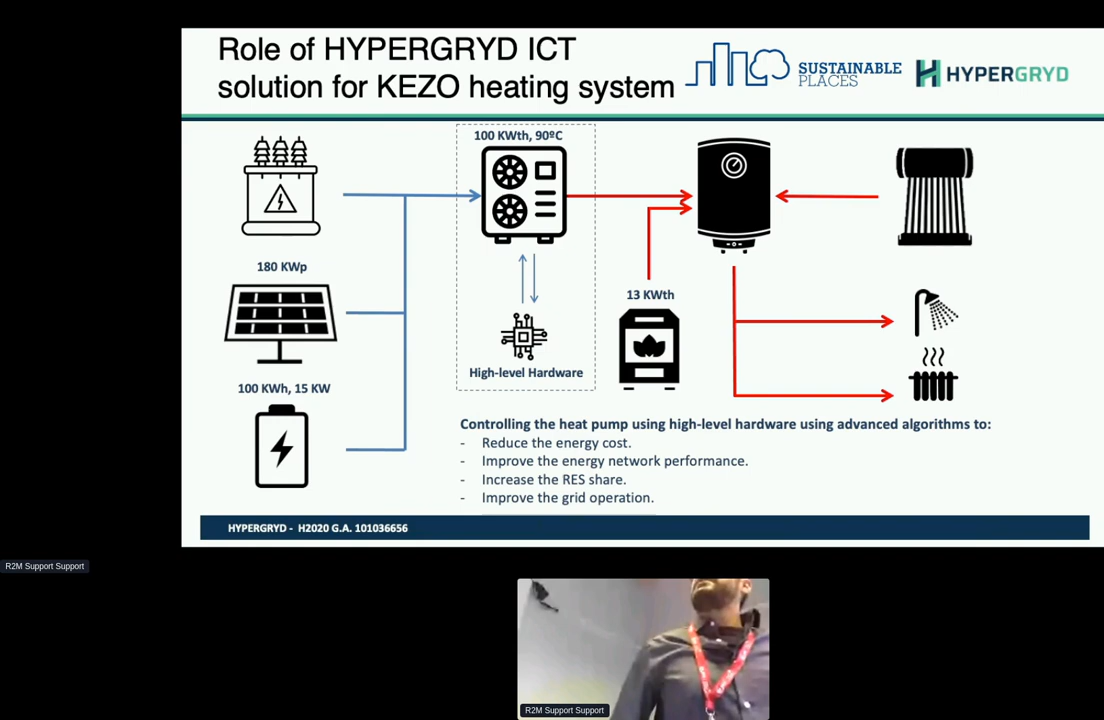 Role of HYPERGRYD ICT
solution for KEZO heating system
SUSTAINABLE
PLACES
HYPERGRYD
100 KWth, 90ºC
180 KWp
13 KWth
High-level Hardware
100 KWh, 15 KW
Controlling the heat pump using high-level hardware using advanced algorithms to:
- Reduce the energy cost.
- Improve the energy network performance.
- Increase the RES share.
- Improve the grid operation.
HYPERGRYD - H2020 G.A. 101036656
R2M Support Support
R2M Support Support